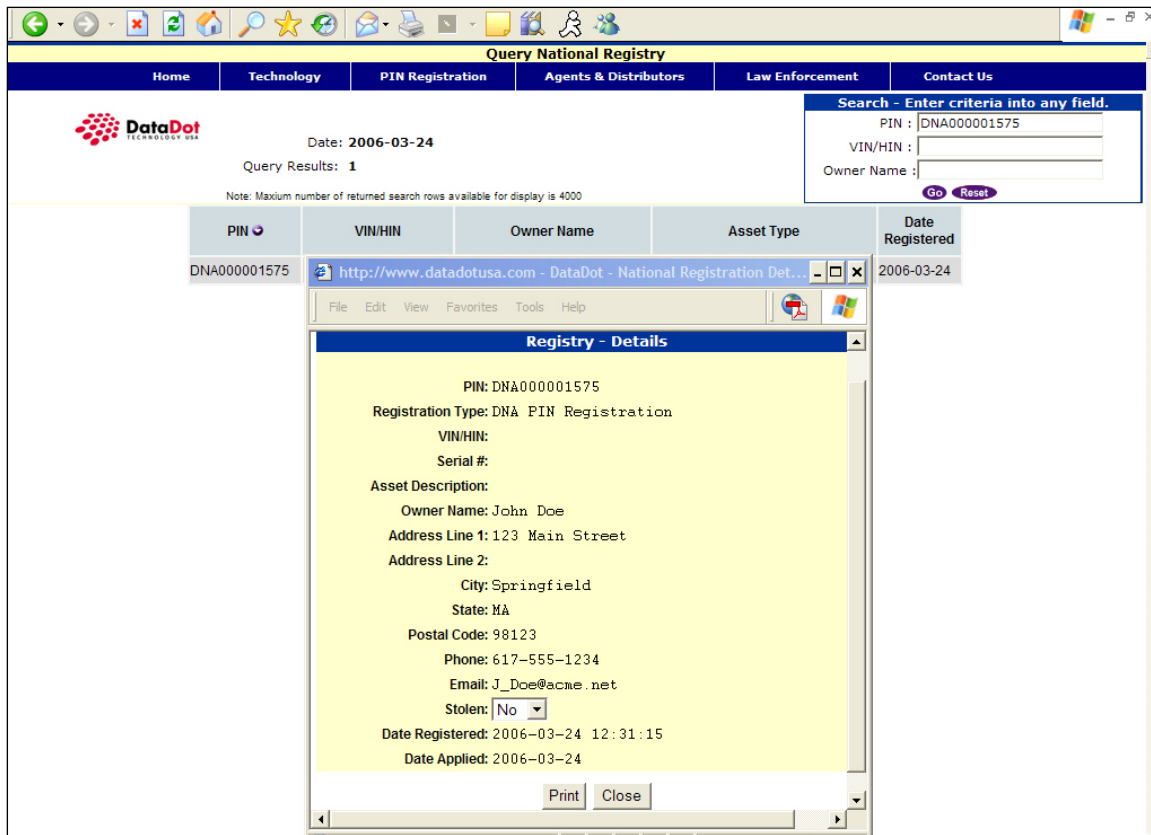 Query National Registry
Home Technology PIN Registration Agents & Distributors Law Enforcement Contact Us
DataDot
TECHNOLOGY USA
Date: 2006-03-24
Query Results: 1
Note: Maxium number of returned search rows available for display is 4000
Search - Enter criteria into any field.
PIN : DNA000001575
VIN/HIN :
Owner Name :
Go Reset
PIN VIN/HIN Owner Name Asset Type Date Registered
DNA000001575 2006-03-24
http://www.datadotusa.com - DataDot - National Registration Det...
File Edit View Favorites Tools Help
Registry - Details
PIN: DNA000001575
Registration Type: DNA PIN Registration
VIN/HIN:
Serial #:
Asset Description:
Owner Name: John Doe
Address Line 1: 123 Main Street
Address Line 2:
City: Springfield
State: MA
Postal Code: 98123
Phone: 617-555-1234
Email: J_Doe@acme.net
Stolen: No
Date Registered: 2006-03-24 12:31:15
Date Applied: 2006-03-24
Print Close